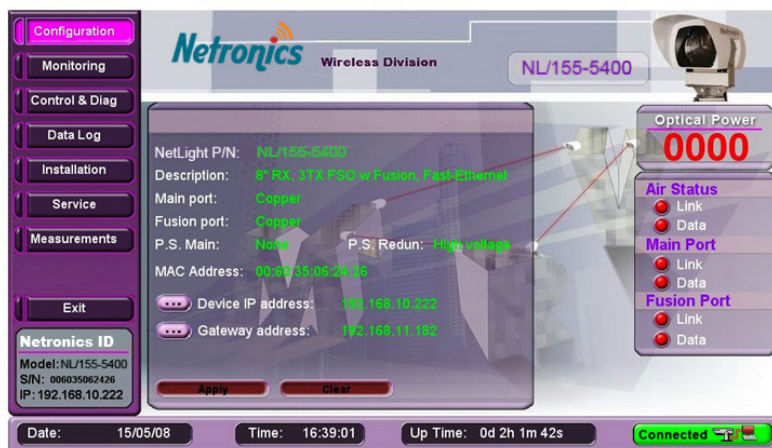 Configuration
Monitoring
Control & Diag
Data Log
Installation
Service
Measurements
Exit
Netronics ID
Model:NL/155-5400
S/N: 006035062426
IP:192.168.10.222
Netronics Wireless Division
NL/155-5400
NetLight P/N: NL/155-5400
Description: 8" RX, 3TX FSO w.Fusion, Fast-Ethernet
Main port: Copper
Fusion port: Copper
P.S. Main: None P.S. Redun: High voltage
MAC Address: 00:60:35:06:24:26
... Device IP address: 192.168.10.222
... Gateway address: 192.168.11.182
Apply Clear
Optical Power
0000
Air Status
Link
Data
Main Port
Link
Data
Fusion Port
Link
Data
Date: 15/05/08 Time: 16:39:01 Up Time: 0d 2h 1m 42s Connected